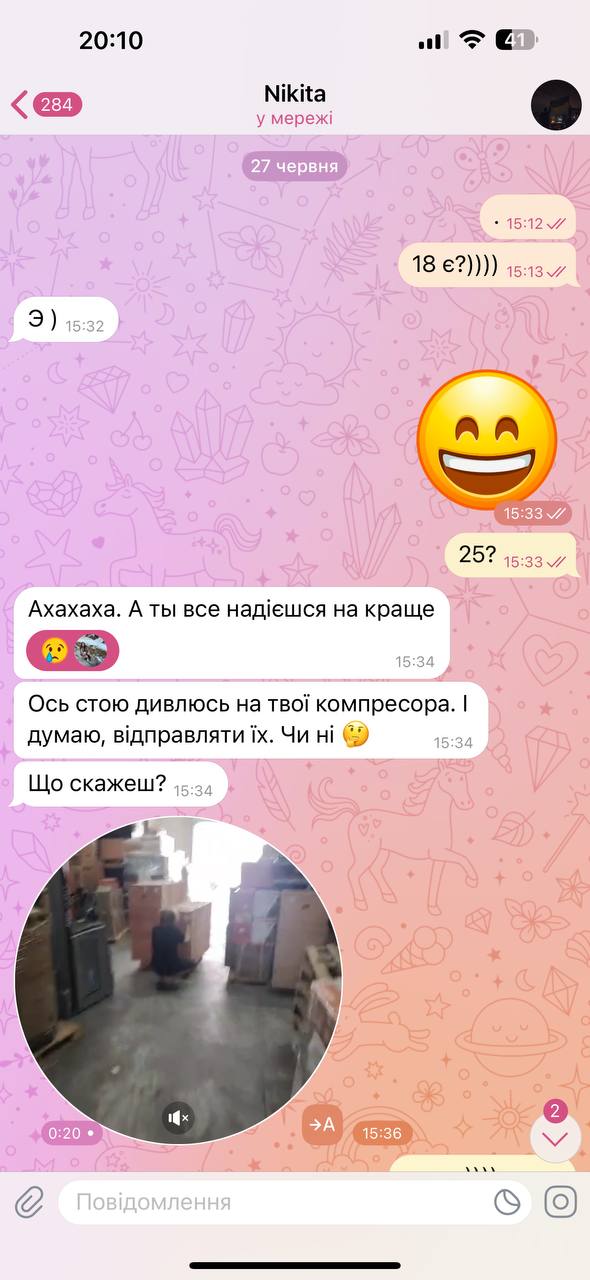 20:10
41
284
Nikita
у мережі
27 червня
. 15:12
18 є?)))) 15:13
Э ) 15:32
15:33
25? 15:33
Ахахаха. А ты все надієшся на краще
15:34
Ось стою дивлюсь на твої компресора. І
думаю, відправляти їх. Чи ні 🤔 15:34
Що скажеш? 15:34
0:20
→A
15:36
2
Повідомлення